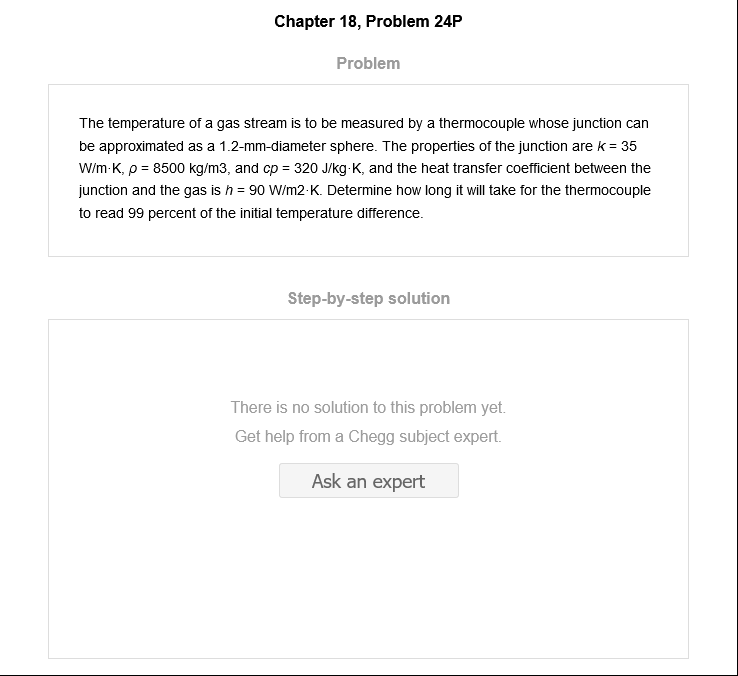 Chapter 18, Problem 24P
Problem
The temperature of a gas stream is to be measured by a thermocouple whose junction can
be approximated as a 1.2-mm-diameter sphere. The properties of the junction are k = 35
W/m·K, ρ = 8500 kg/m3, and cp = 320 J/kg·K, and the heat transfer coefficient between the
junction and the gas is h = 90 W/m2·K. Determine how long it will take for the thermocouple
to read 99 percent of the initial temperature difference.
Step-by-step solution
There is no solution to this problem yet.
Get help from a Chegg subject expert.
Ask an expert